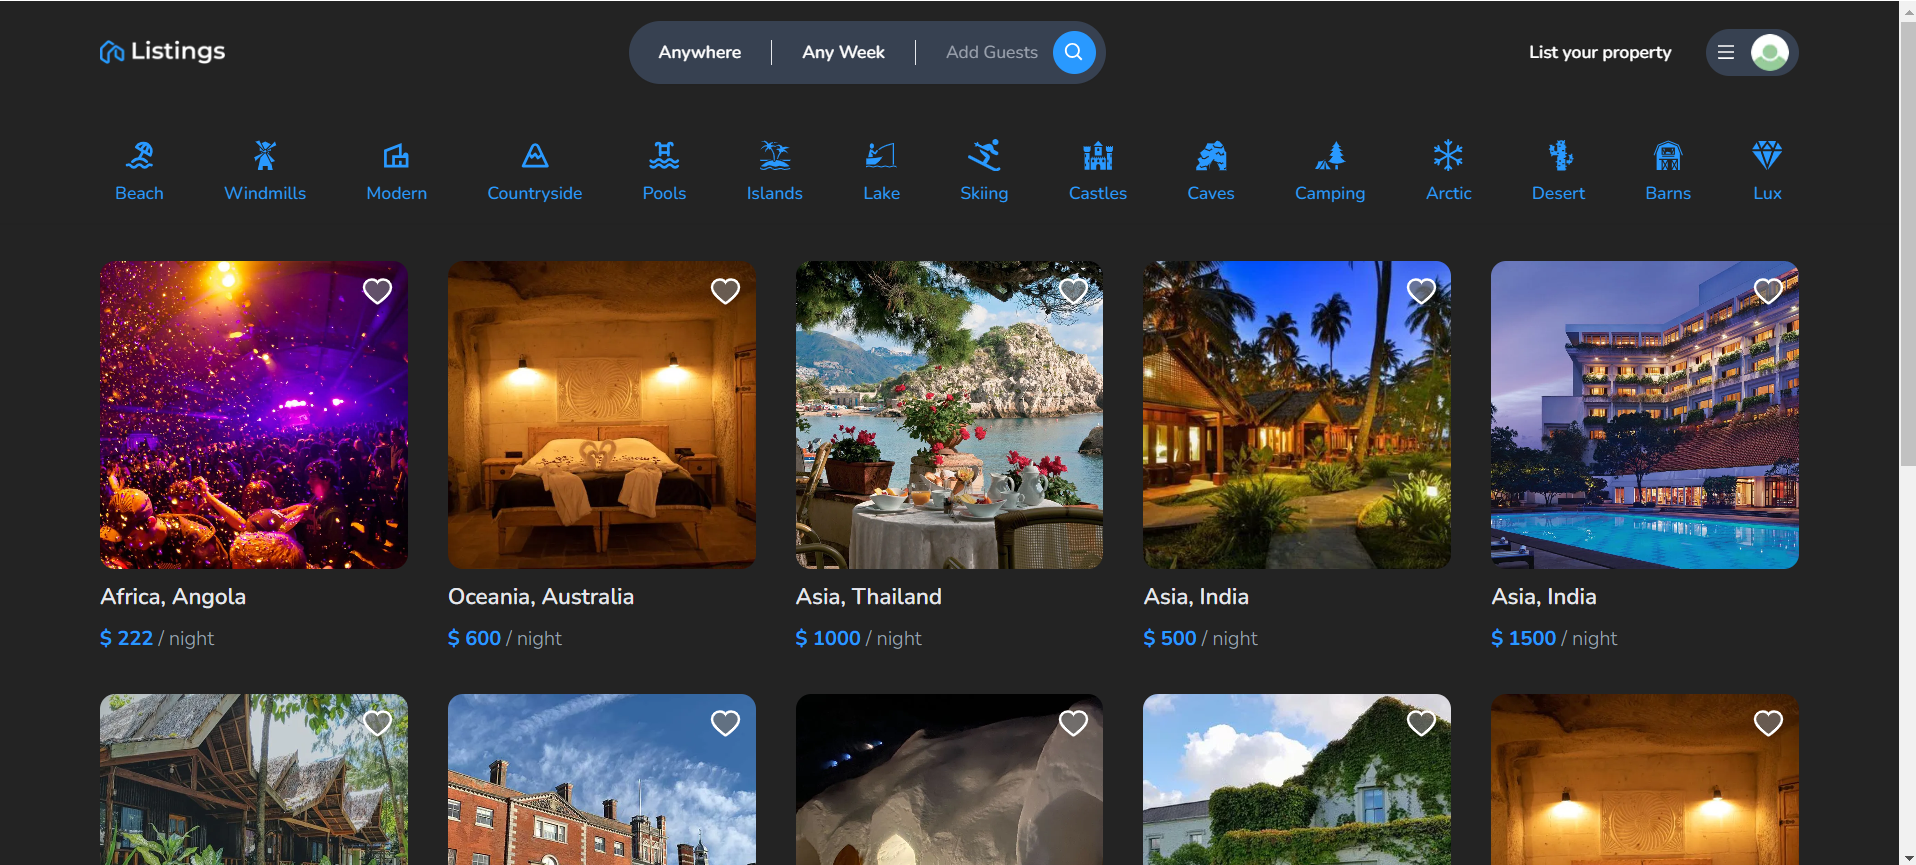 Listings
Anywhere
Any Week
Add Guests
List your property
Beach
Windmills
Modern
Countryside
Pools
Islands
Lake
Skiing
Castles
Caves
Camping
Arctic
Desert
Barns
Lux
Africa, Angola
$ 222 / night
Oceania, Australia
$ 600 / night
Asia, Thailand
$ 1000 / night
Asia, India
$ 500 / night
Asia, India
$ 1500 / night